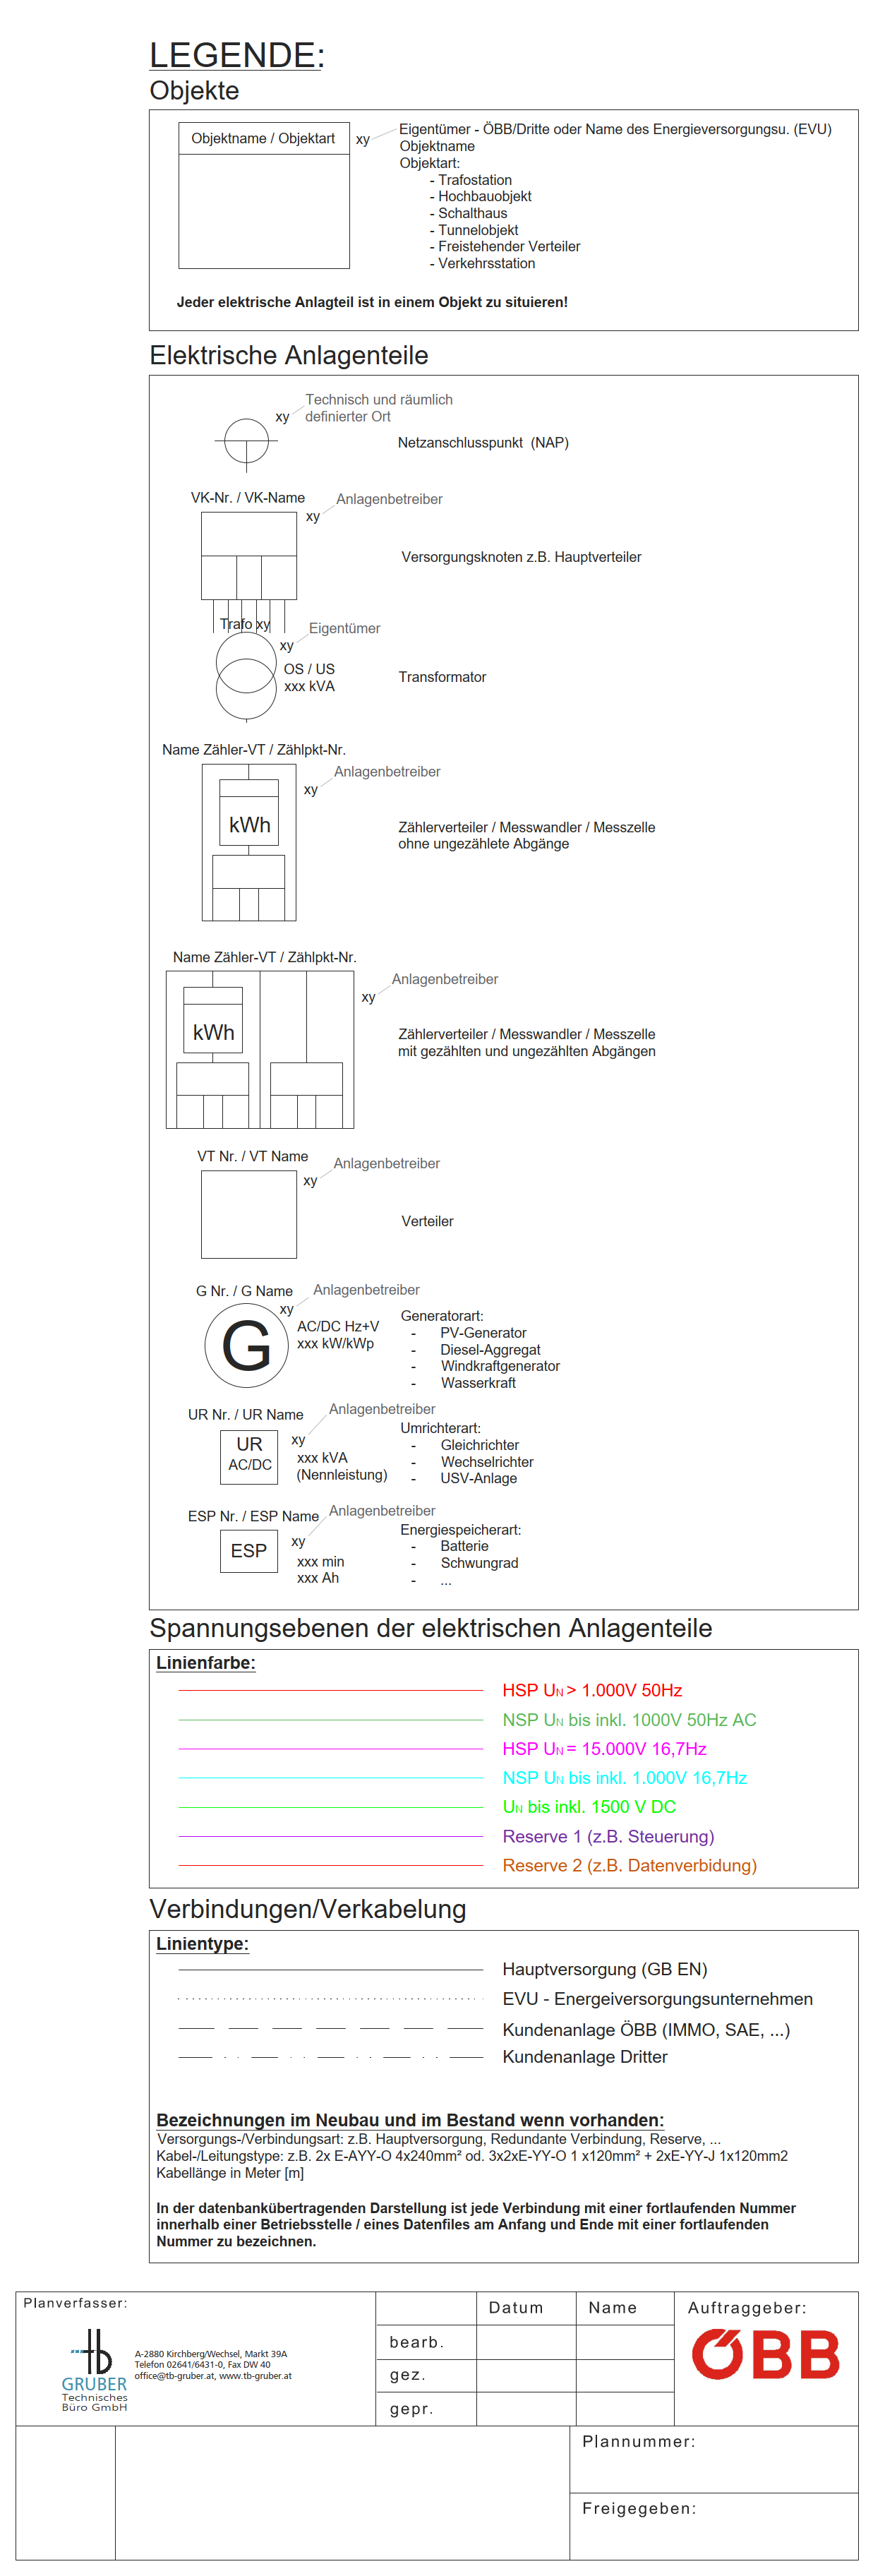 LEGENDE:
Objekte
Objektname / Objektart
xy
Eigentümer - ÖBB/Dritte oder Name des Energieversorgungsu. (EVU)
Objektname
Objektart:
- Trafostation
- Hochbauobjekt
- Schalthaus
- Tunnelobjekt
- Freistehender Verteiler
- Verkehrsstation
Jeder elektrische Anlagteil ist in einem Objekt zu situieren!
Elektrische Anlagenteile
Technisch und räumlich
xy definierter Ort
Netzanschlusspunkt (NAP)
VK-Nr. / VK-Name
Anlagenbetreiber
xy
Versorgungsknoten z.B. Hauptverteiler
Trafo xy
Eigentümer
xy
OS / US
xxx kVA
Transformator
Name Zähler-VT / Zählpkt-Nr.
Anlagenbetreiber
xy
kWh
Zählerverteiler / Messwandler / Messzelle
ohne ungezählte Abgänge
Name Zähler-VT / Zählpkt-Nr.
Anlagenbetreiber
xy
kWh
Zählerverteiler / Messwandler / Messzelle
mit gezählten und ungezählten Abgängen
VT Nr. / VT Name
Anlagenbetreiber
xy
Verteiler
G Nr. / G Name
Anlagenbetreiber
xy
G
AC/DC Hz+V
xxx kW/kWp
Generatorart:
- PV-Generator
- Diesel-Aggregat
- Windkraftgenerator
- Wasserkraft
UR Nr. / UR Name
Anlagenbetreiber
xy
UR
AC/DC
xxx kVA
(Nennleistung)
Umrichterart:
- Gleichrichter
- Wechselrichter
- USV-Anlage
ESP Nr. / ESP Name
Anlagenbetreiber
xy
ESP
xxx min
xxx Ah
Energiespeicherart:
- Batterie
- Schwungrad
- ...
Spannungsebenen der elektrischen Anlagenteile
Linienfarbe:
HSP UN > 1.000V 50Hz
NSP UN bis inkl. 1000V 50Hz AC
HSP UN = 15.000V 16,7Hz
NSP UN bis inkl. 1.000V 16,7Hz
UN bis inkl. 1500 V DC
Reserve 1 (z.B. Steuerung)
Reserve 2 (z.B. Datenverbidung)
Verbindungen/Verkabelung
Linientype:
Hauptversorgung (GB EN)
EVU - Energeiversorgungsunternehmen
Kundenanlage ÖBB (IMMO, SAE, ...)
Kundenanlage Dritter
Bezeichnungen im Neubau und im Bestand wenn vorhanden:
Versorgungs-/Verbindungsart: z.B. Hauptversorgung, Redundante Verbindung, Reserve, ...
Kabel-/Leitungstype: z.B. 2x E-AYY-O 4x240mm² od. 3x2xE-YY-O 1 x120mm² + 2xE-YY-J 1x120mm2
Kabellänge in Meter [m]
In der datenbankübertragenden Darstellung ist jede Verbindung mit einer fortlaufenden Nummer
innerhalb einer Betriebsstelle / eines Datenfiles am Anfang und Ende mit einer fortlaufenden
Nummer zu bezeichnen.
Planverfasser:
tb
GRUBER
Technisches
Büro GmbH
A-2880 Kirchberg/Wechsel, Markt 39A
Telefon 02641/6431-0, Fax DW 40
office@tb-gruber.at, www.tb-gruber.at
Datum Name
bearb.
gez.
gepr.
Auftraggeber:
ÖBB
Plannummer:
Freigegeben: